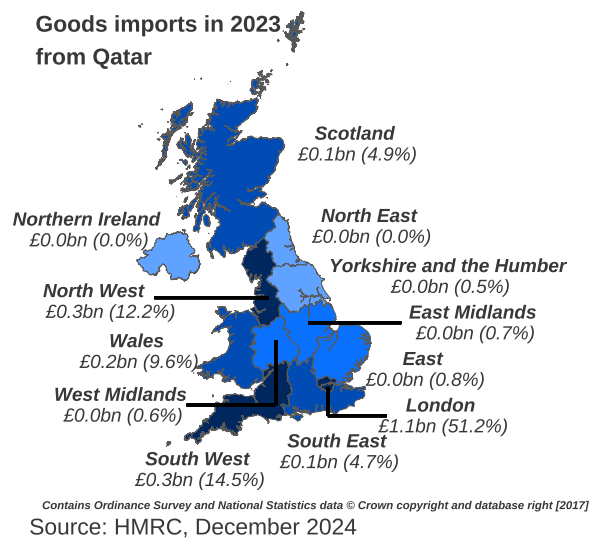 Goods imports in 2023
from Qatar
Scotland
£0.1bn (4.9%)
Northern Ireland
£0.0bn (0.0%)
North East
£0.0bn (0.0%)
Yorkshire and the Humber
£0.0bn (0.5%)
North West
£0.3bn (12.2%)
East Midlands
£0.0bn (0.7%)
Wales
£0.2bn (9.6%)
East
£0.0bn (0.8%)
West Midlands
£0.0bn (0.6%)
London
£1.1bn (51.2%)
South East
£0.1bn (4.7%)
South West
£0.3bn (14.5%)
Contains Ordinance Survey and National Statistics data © Crown copyright and database right [2017]
Source: HMRC, December 2024